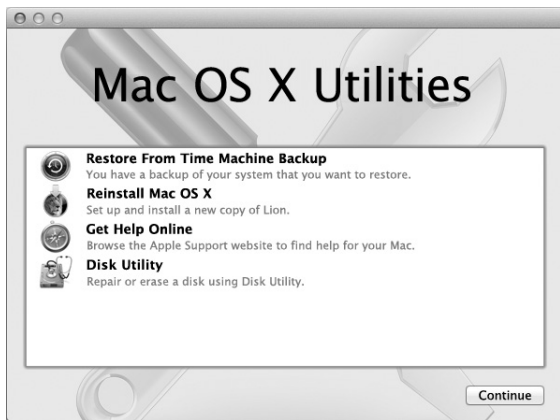 Mac OS X Utilities
Restore From Time Machine Backup
You have a backup of your system that you want to restore.
Reinstall Mac OS X
Set up and install a new copy of Lion.
Get Help Online
Browse the Apple Support website to find help for your Mac.
Disk Utility
Repair or erase a disk using Disk Utility.
Continue